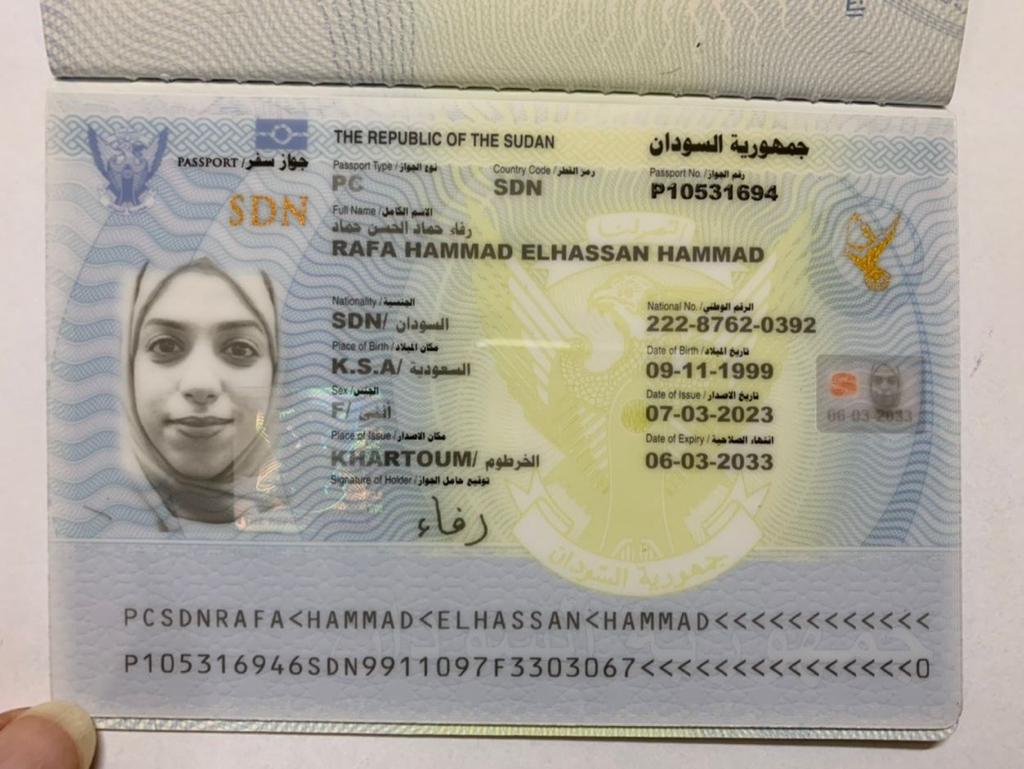 THE REPUBLIC OF THE SUDAN جمهورية السودان
PASSPORT/ جواز سفر
Passport Type / نوع الجواز Country Code / رمز القطر Passport No. / رقم الجواز
PC SDN P10531694
SDN
Full Name / الاسم الكامل
رفاء حماد الحسن حماد
RAFA HAMMAD ELHASSAN HAMMAD
Nationality / الجنسية National No. / الرقم الوطني
SDN/ السودان 222-8762-0392
Place of Birth / مكان الميلاد Date of Birth / تاريخ الميلاد
K.S.A/ السعودية 09-11-1999
Sex / الجنس Date of Issue / تاريخ الاصدار
F/ أنثى 07-03-2023
S
06-03-2033
Place of Issue / مكان الاصدار Date of Expiry / انتهاء الصلاحية
KHARTOUM/ الخرطوم 06-03-2033
Signature of Holder / توقيع حامل الجواز
رفاء
جمهورية السودان
PCSDNRAFA<HAMMAD<ELHASSAN<HAMMAD<<<<<<<<<<<<
P105316946SDN9911097F3303067<<<<<<<<<<<<<<<0